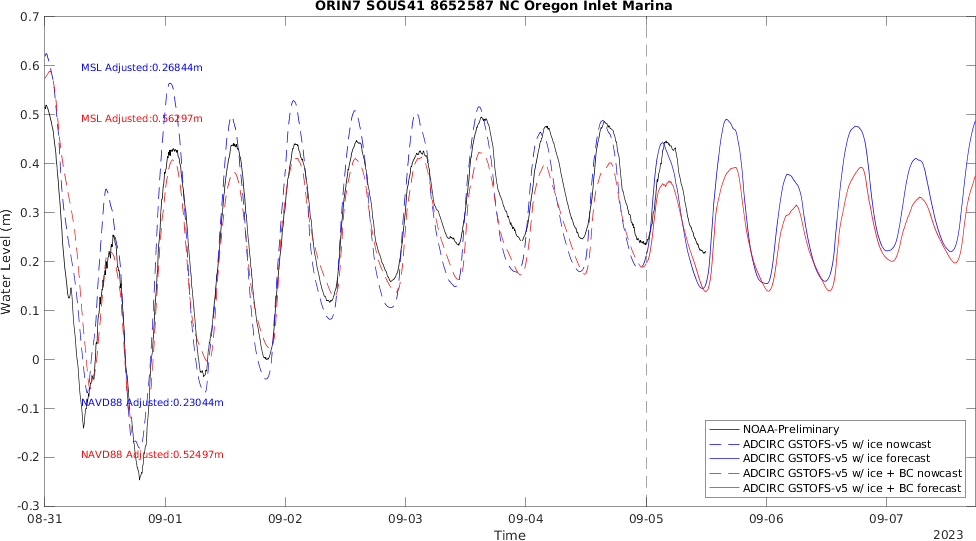 ORIN7 SOUS41 8652587 NC Oregon Inlet Marina
0.7
0.6
0.5
0.4
0.3
0.2
0.1
0
-0.1
-0.2
-0.3
Water Level (m)
MSL Adjusted:0.26844m
MSL Adjusted:0.56297m
NAVD88 Adjusted:0.23044m
NAVD88 Adjusted:0.52497m
NOAA-Preliminary
ADCIRC GSTOFS-v5 w/ ice nowcast
ADCIRC GSTOFS-v5 w/ ice forecast
ADCIRC GSTOFS-v5 w/ ice + BC nowcast
ADCIRC GSTOFS-v5 w/ ice + BC forecast
08-31 09-01 09-02 09-03 09-04 09-05 09-06 09-07
Time
2023